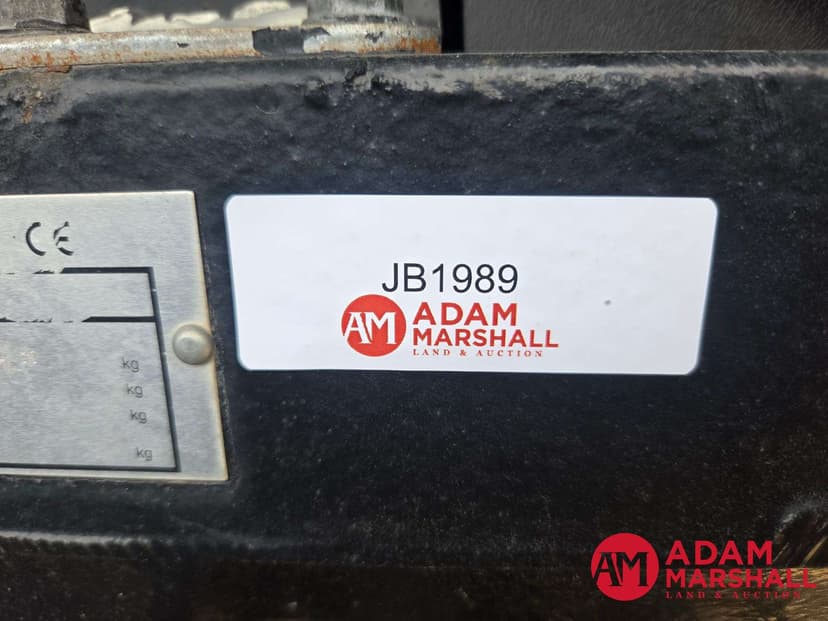 CE
kg
kg
kg
kg
JB1989
AM
ADAM
MARSHALL
LAND & AUCTION
AM
ADAM
MARSHALL
LAND & AUCTION